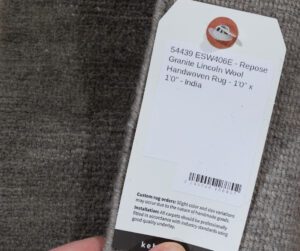 54439 ESW406E - Repose
Granite Lincoln Wool
Handwoven Rug - 1'0" x
1'0" - India
Custom rug orders: Slight color and size variations
may occur due to the nature of handmade goods.
Installation: All carpets should be professionally
fitted in accordance with industry standards using
good quality underlay.